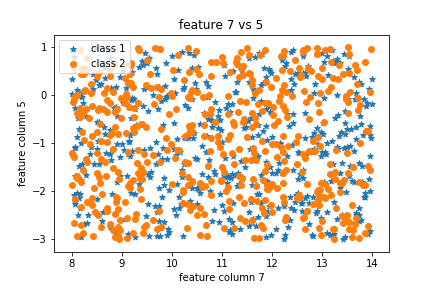 feature 7 vs 5
class 1
class 2
1
0
−1
−2
−3
feature column 5
8 9 10 11 12 13 14
feature column 7